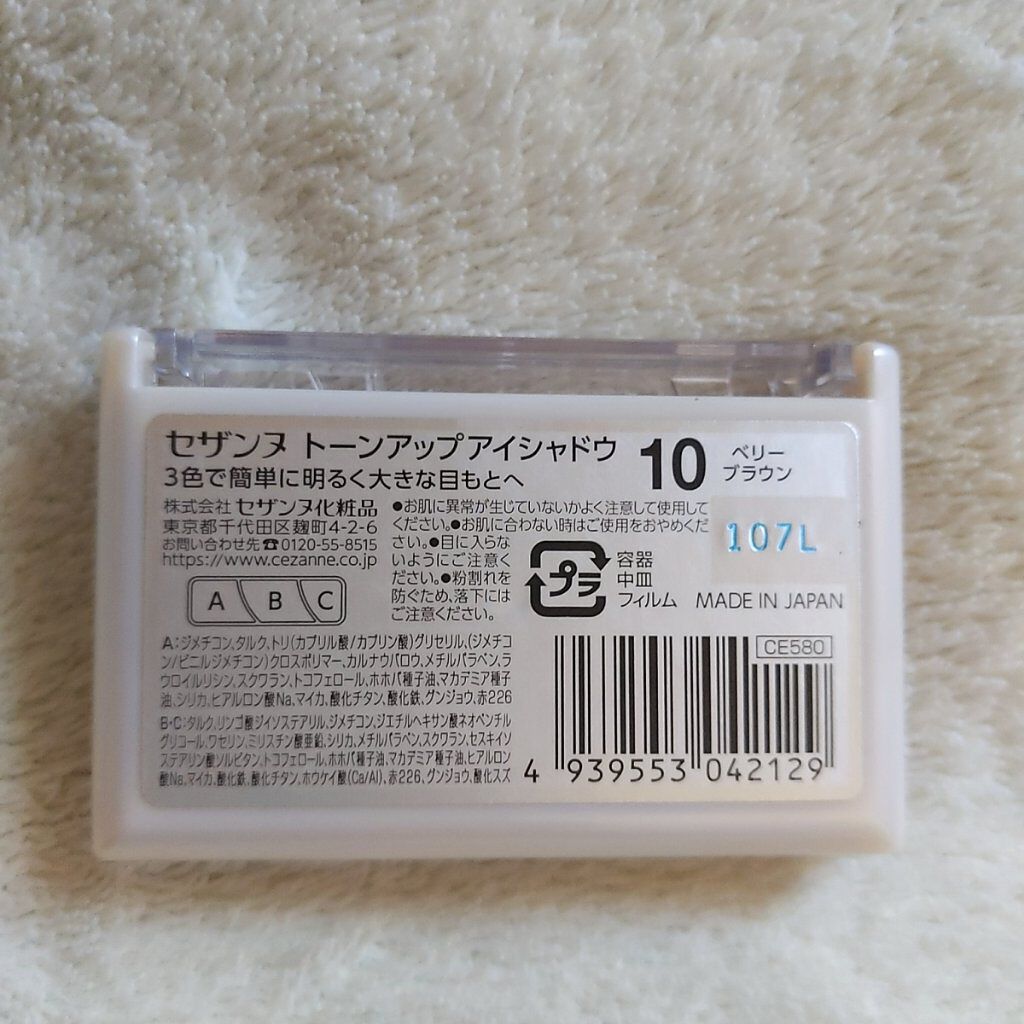 セザンヌ トーンアップアイシャドウ
3色で簡単に明るく大きな目もとへ
10 ベリー
ブラウン
株式会社 セザンヌ化粧品
東京都千代田区麹町4-2-6
お問い合わせ先☎0120-55-8515
https://www.cezanne.co.jp
●お肌に異常が生じていないかよく注意して使用して
ください。●お肌に合わない時はご使用をおやめくだ
さい。●目に入らな
いようにご注意く
ださい。●粉割れを
防ぐため、落下には
ご注意ください。
107L
プラ
容器
中皿
フィルム
MADE IN JAPAN
A B C
A:ジメチコン、タルク、トリ(カプリル酸/カプリン酸)グリセリル、(ジメチコ
ン/ビニルジメチコン)クロスポリマー、カルナウバロウ、メチルパラベン、ラ
ウロイルリシン、スクワラン、トコフェロール、ホホバ種子油、マカデミア種子
油、シリカ、ヒアルロン酸Na、マイカ、酸化チタン、酸化鉄、グンジョウ、赤226
B・C:タルク、リンゴ酸ジイソステアリル、ジメチコン、ジエチルヘキサン酸ネオペンチル
グリコール、ワセリン、ミリスチン酸亜鉛、シリカ、メチルパラベン、スクワラン、セスキイソ
ステアリン酸ソルビタン、トコフェロール、ホホバ種子油、マカデミア種子油、ヒアルロン
酸Na、マイカ、酸化鉄、酸化チタン、ホウケイ酸(Ca/Al)、赤226、グンジョウ、酸化スズ
CE580
4 939553 042129